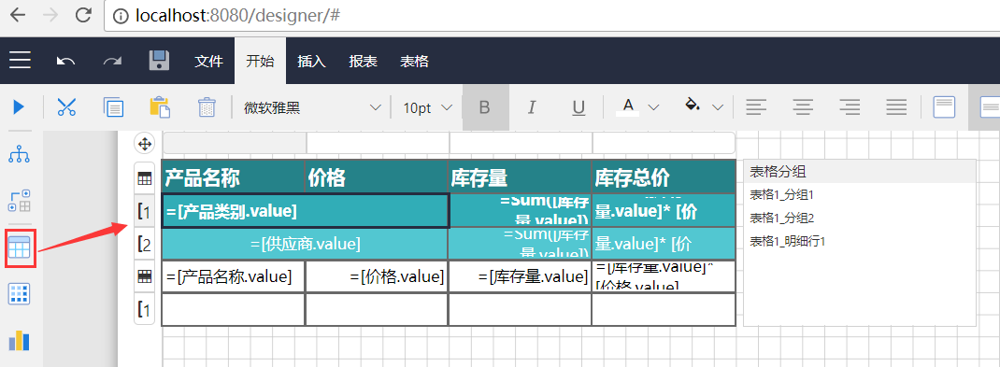 localhost:8080/designer/#
文件 开始 插入 报表 表格
微软雅黑 10pt B I U A
产品名称 价格 库存量 库存总价 表格分组
[1 =[产品类别.value] =Sum([库存 量.value]) 量.value]* [价 表格1_分组1
[2 =[供应商.value] =Sum([库存 量.value]) 量.value]* [价 表格1_分组2
表格1_明细行1
=[产品名称.value] =[价格.value] =[库存量.value] =[库存量.value]* [价格.value]
[1